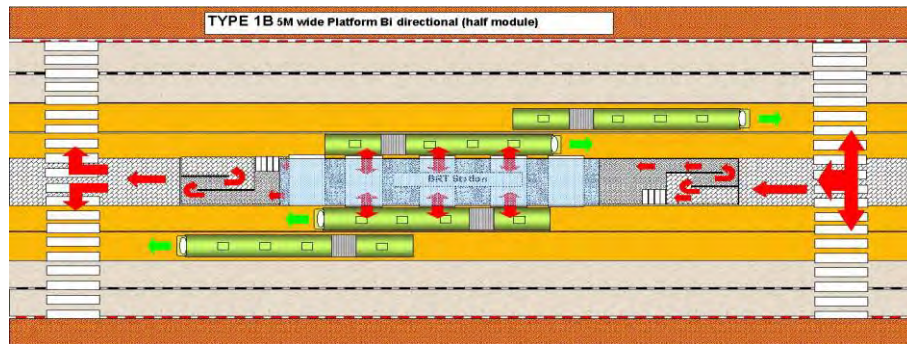 TYPE 1B 5M wide Platform Bi directional (half module)
BRT Station